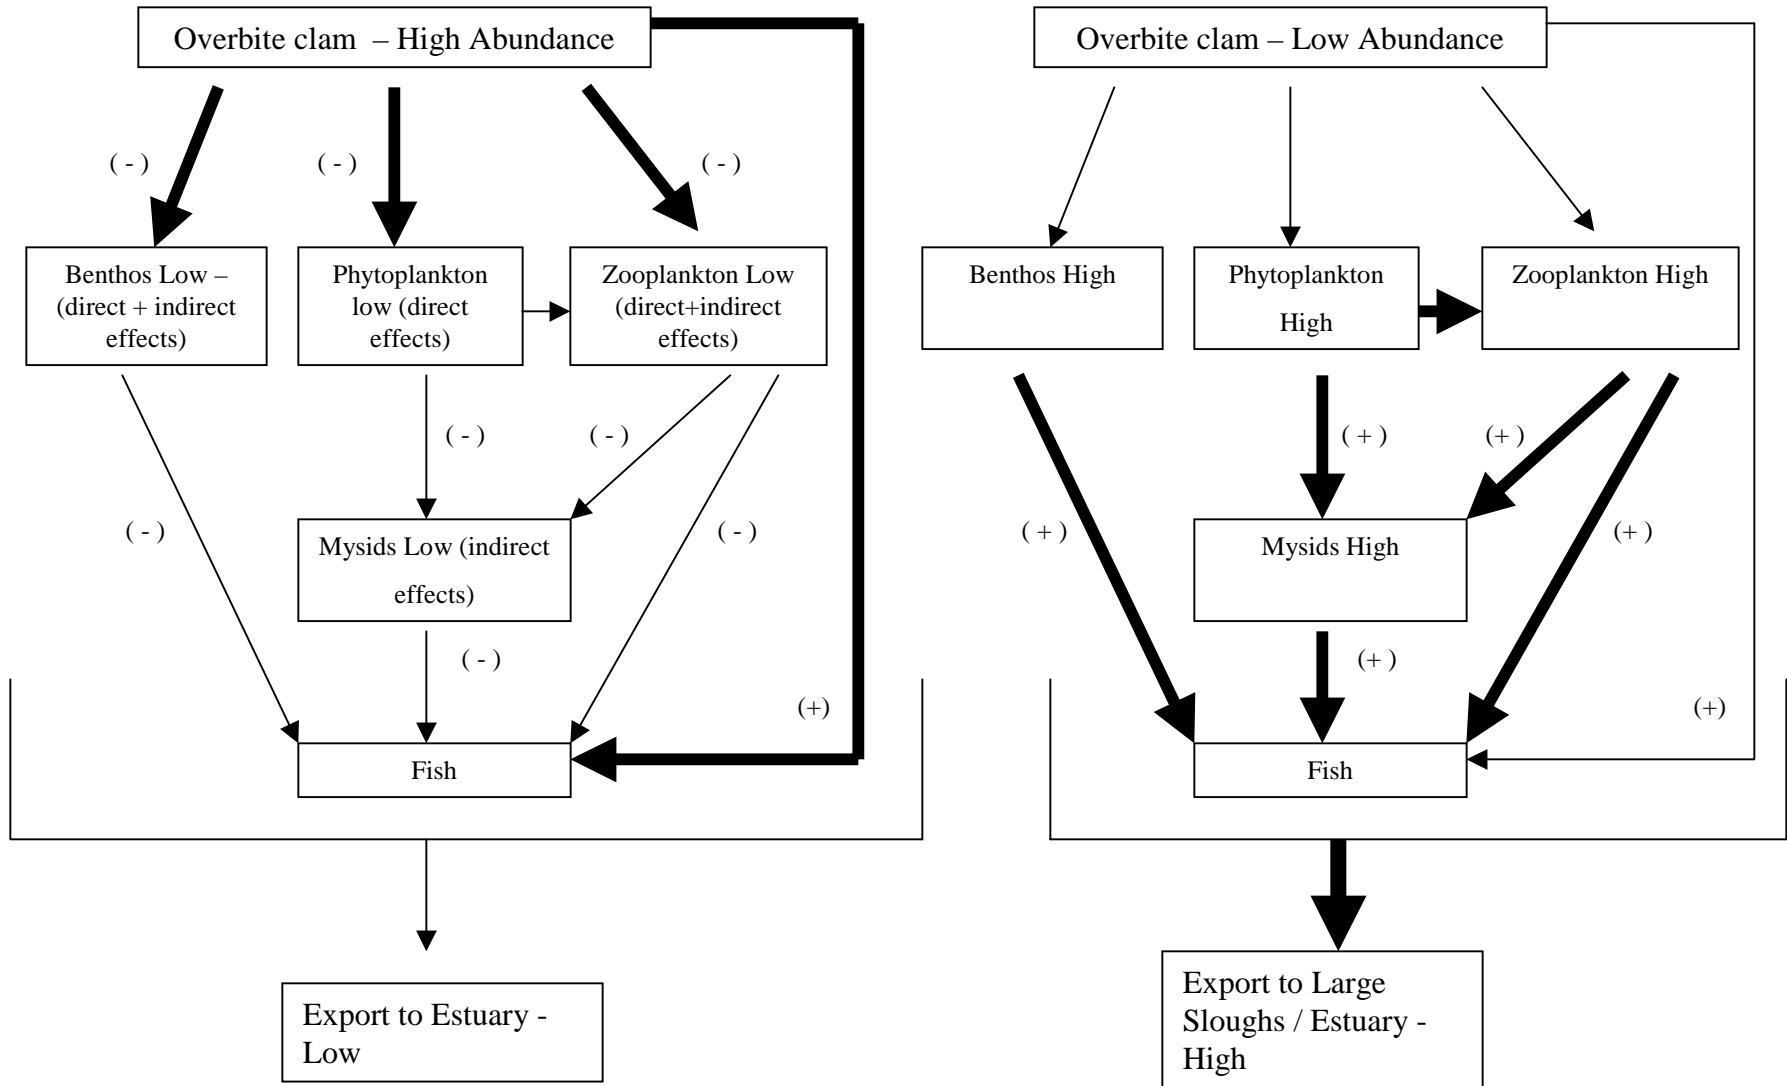 Overbite clam – High Abundance
( - )
( - )
( - )
Benthos Low –
(direct + indirect
effects)
Phytoplankton
low (direct
effects)
Zooplankton Low
(direct+indirect
effects)
( - )
( - )
( - )
( - )
Mysids Low (indirect
effects)
( - )
(+)
Fish
Export to Estuary -
Low
Overbite clam – Low Abundance
Benthos High
Phytoplankton
High
Zooplankton High
( + )
(+ )
( + )
(+ )
Mysids High
(+ )
(+)
Fish
Export to Large
Sloughs / Estuary -
High